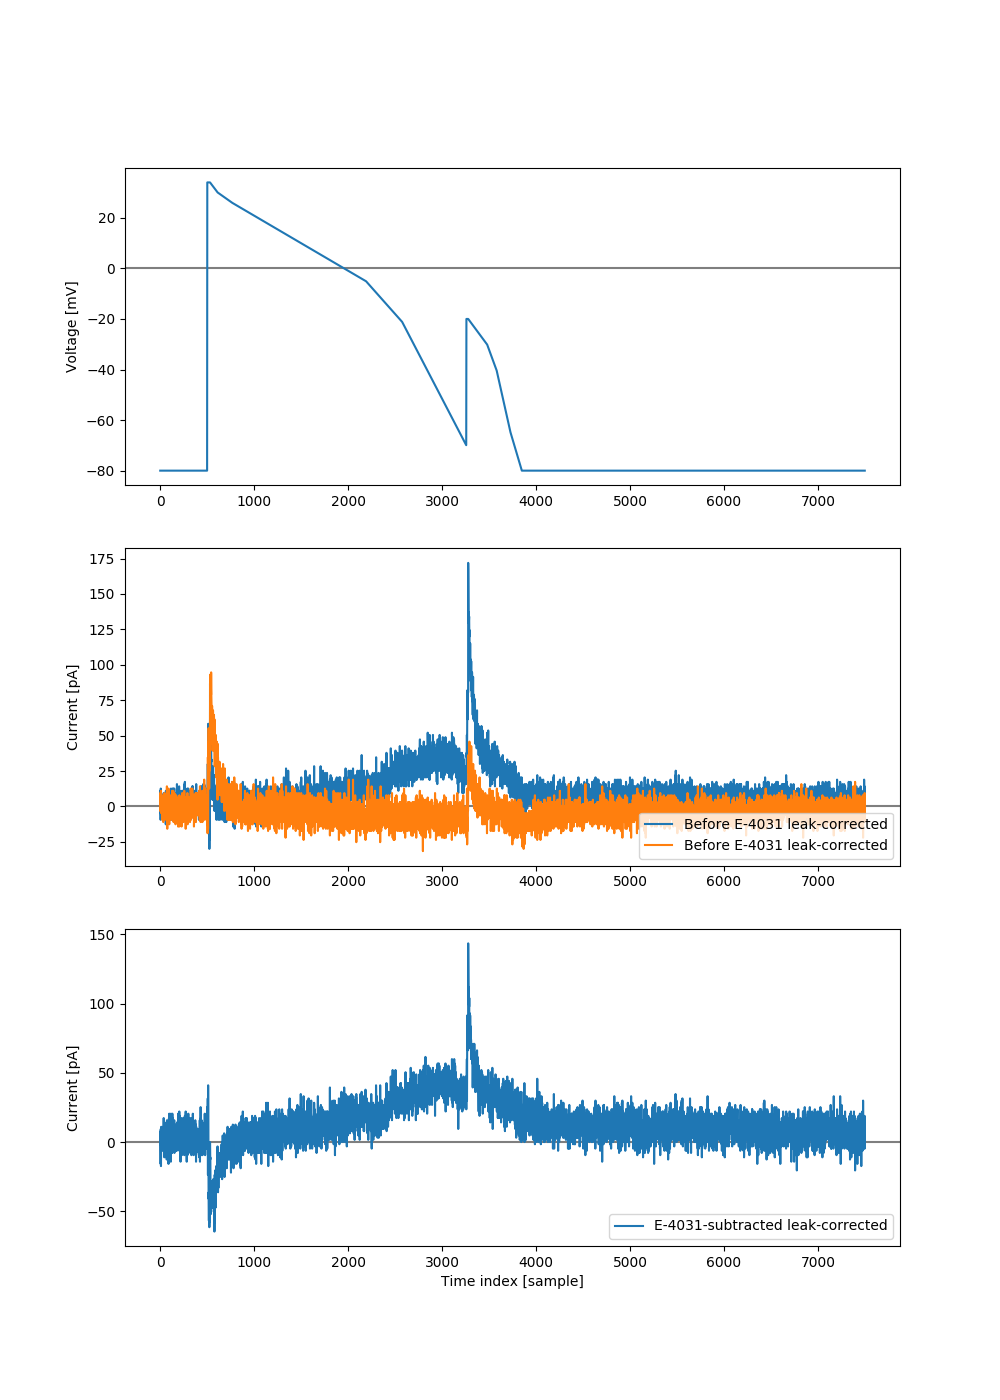 Voltage [mV]
20
0
−20
−40
−60
−80
0 1000 2000 3000 4000 5000 6000 7000
Current [pA]
175
150
125
100
75
50
25
0
−25
Before E-4031 leak-corrected
Before E-4031 leak-corrected
0 1000 2000 3000 4000 5000 6000 7000
Current [pA]
150
100
50
0
−50
E-4031-subtracted leak-corrected
0 1000 2000 3000 4000 5000 6000 7000
Time index [sample]